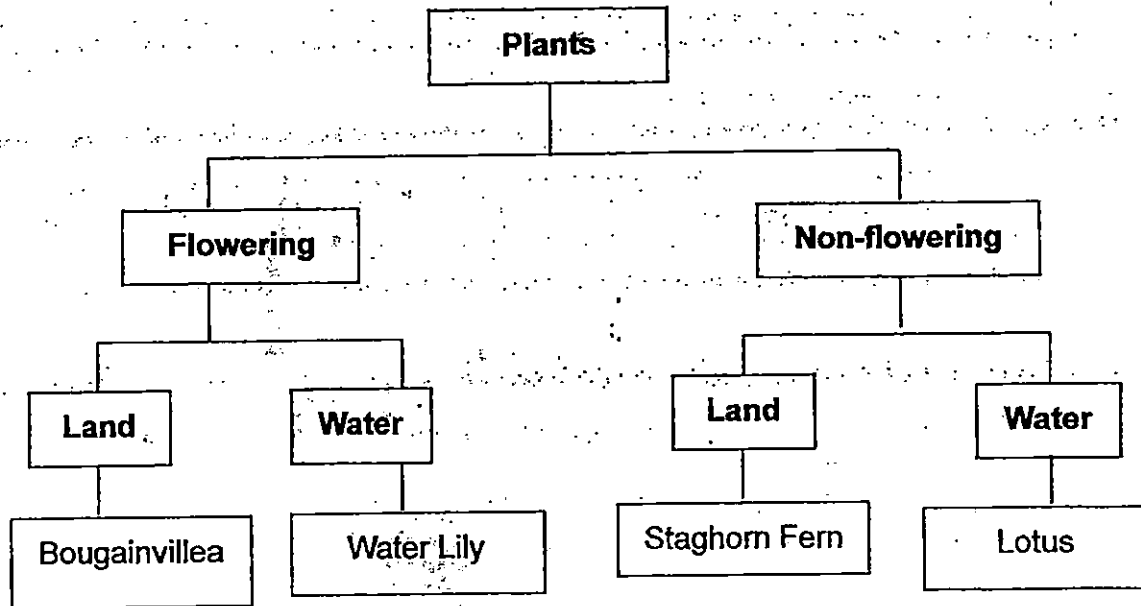 Plants
Flowering
Non-flowering
Land
Water
Land
Water
Bougainvillea
Water Lily
Staghorn Fern
Lotus